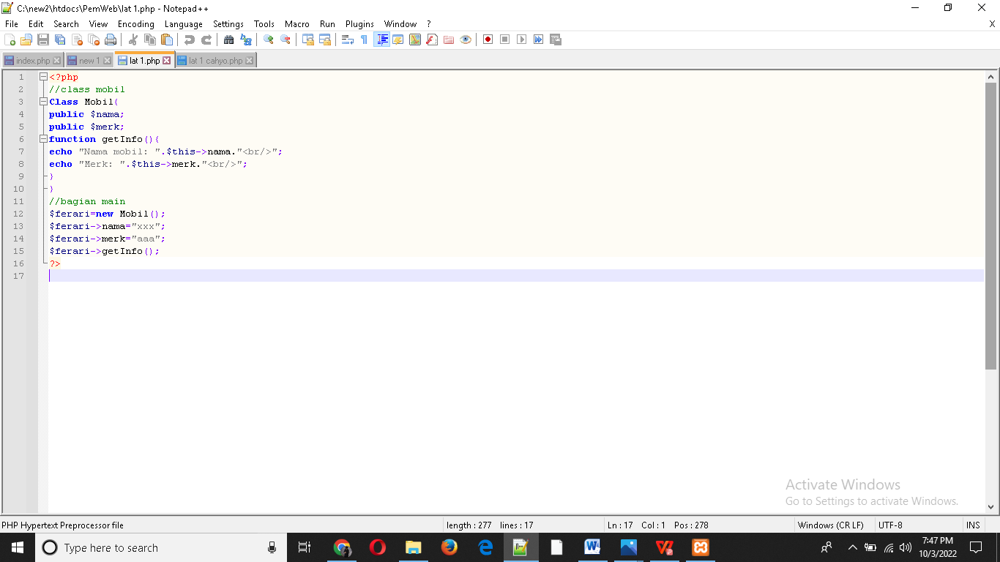 C:\new2\htdocs\PemWeb\lat 1.php - Notepad++
File Edit Search View Encoding Language Settings Tools Macro Run Plugins Window ? X
index.php new 1 lat 1.php lat 1 cahyo.php
1 <?php
2 //class mobil
3 Class Mobil{
4 public $nama;
5 public $merk;
6 function getInfo(){
7 echo "Nama mobil: ".$this->nama."<br/>";
8 echo "Merk: ".$this->merk."<br/>";
9 }
10 }
11 //bagian main
12 $ferari=new Mobil();
13 $ferari->nama="xxx";
14 $ferari->merk="aaa";
15 $ferari->getInfo();
16 ?>
17
Activate Windows
Go to Settings to activate Windows.
PHP Hypertext Preprocessor file length : 277 lines : 17 Ln : 17 Col : 1 Pos : 278 Windows (CR LF) UTF-8 INS
Type here to search
7:47 PM
10/3/2022